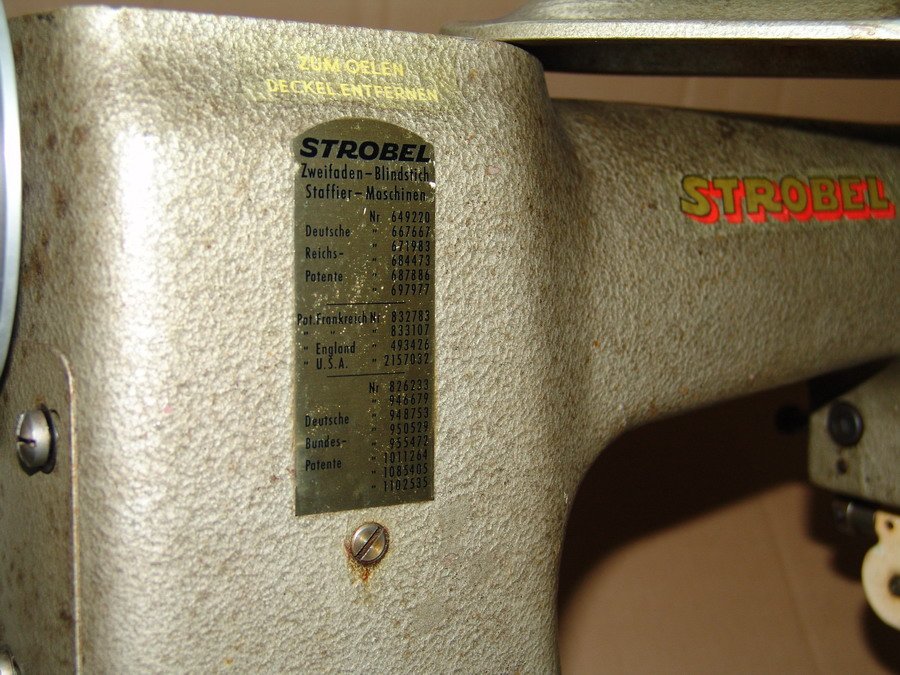 ZUM OELEN
DECKEL ENTFERNEN
STROBEL
Zweifaden-Blindstich
Staffier-Maschinen
Nr 649220
Deutsche " 667667
" 671983
Reichs- " 684473
Patente " 687886
" 697977
Pat. Frankreich Nr 832783
" " " 833107
" England " 493426
" U.S.A. " 2157032
Nr 826233
" 946679
Deutsche " 948753
" 950529
Bundes- " 955472
" 1011264
Patente " 1085405
" 1102535
STROBEL